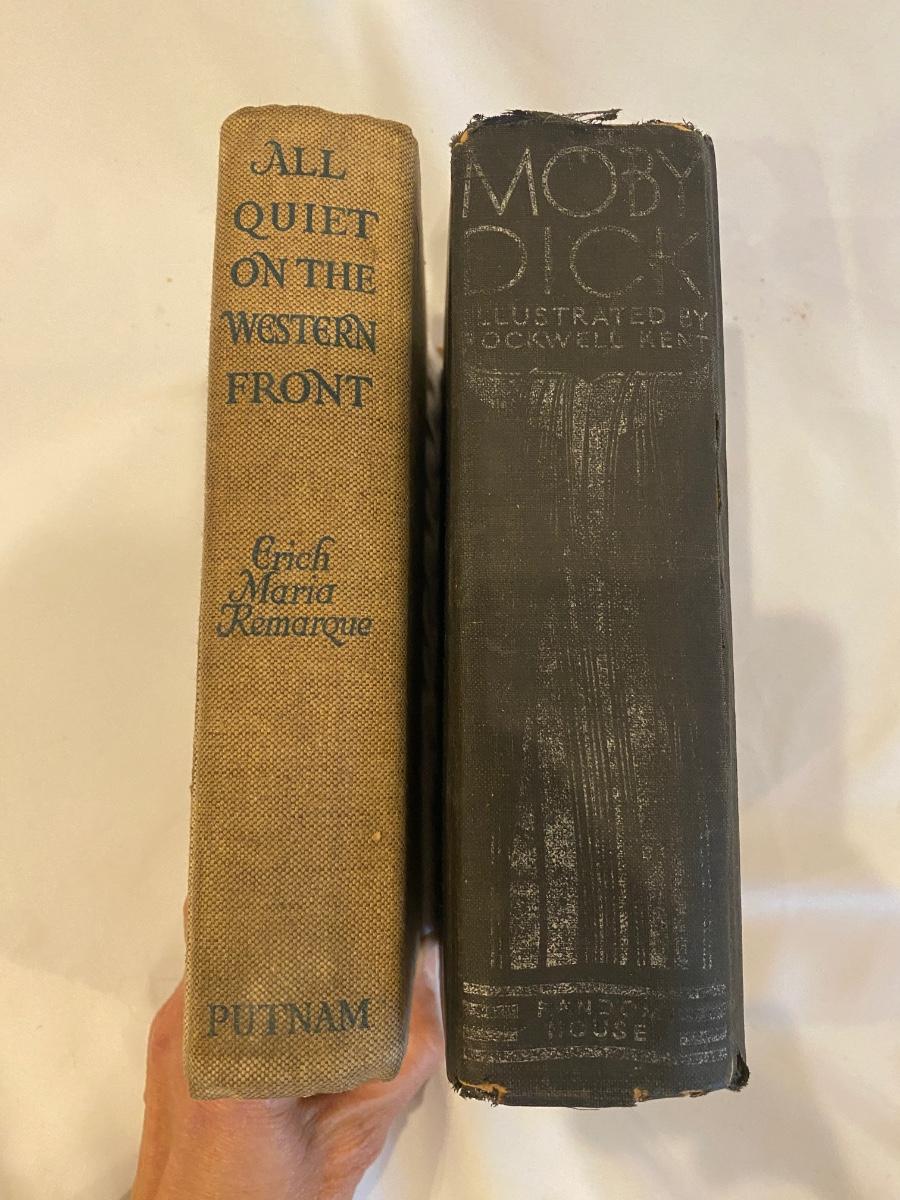 ALL
QUIET
ON THE
WESTERN
FRONT
Erich
Maria
Remarque
PUTNAM
MOBY
DICK
ILLUSTRATED BY
ROCKWELL KENT
RANDOM
HOUSE